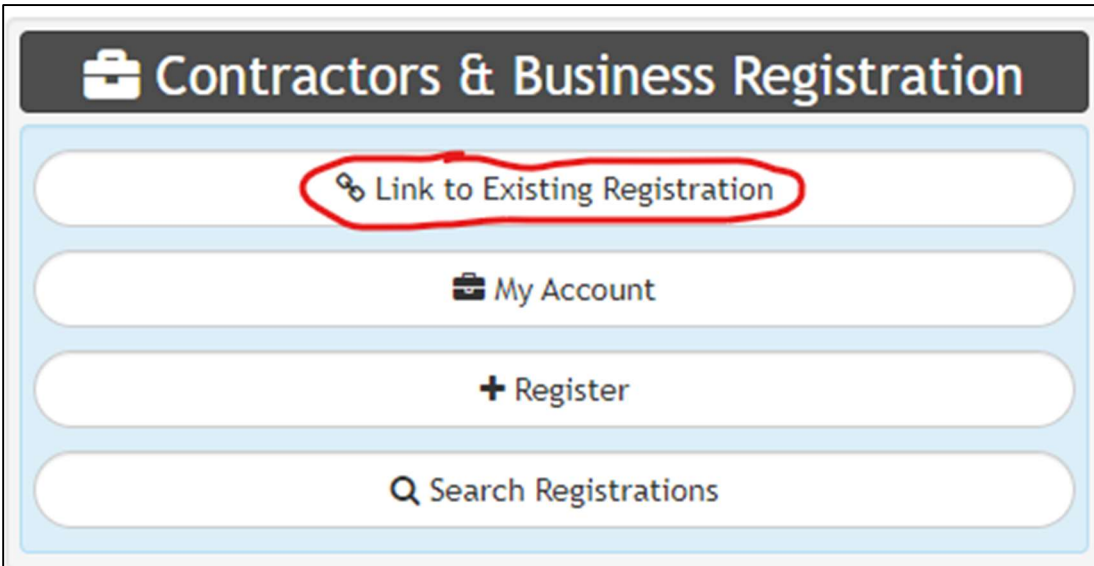 Contractors & Business Registration
Link to Existing Registration
My Account
Register
Search Registrations